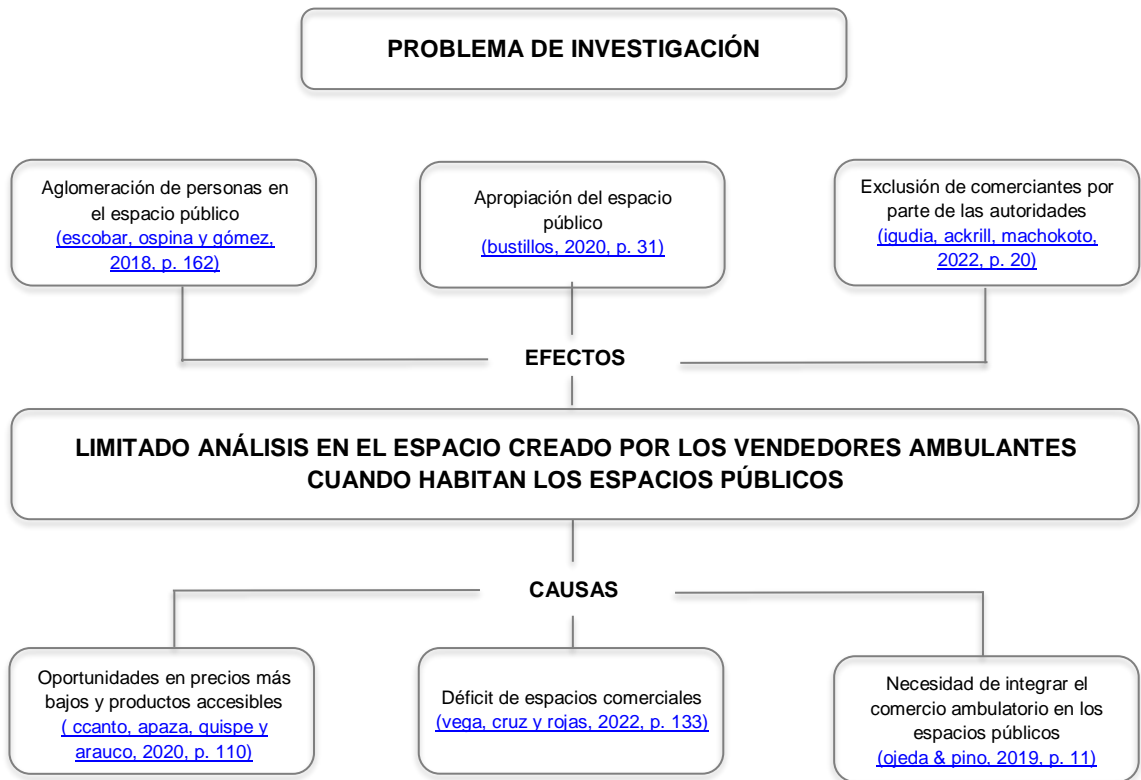 PROBLEMA DE INVESTIGACIÓN
Aglomeración de personas en
el espacio público
(escobar, ospina y gómez,
2018, p. 162)
Apropiación del espacio
público
(bustillos, 2020, p. 31)
Exclusión de comerciantes por
parte de las autoridades
(igudia, ackrill, machokoto,
2022, p. 20)
EFECTOS
LIMITADO ANÁLISIS EN EL ESPACIO CREADO POR LOS VENDEDORES AMBULANTES
CUANDO HABITAN LOS ESPACIOS PÚBLICOS
CAUSAS
Oportunidades en precios más
bajos y productos accesibles
( ccanto, apaza, quispe y
arauco, 2020, p. 110)
Déficit de espacios comerciales
(vega, cruz y rojas, 2022, p. 133)
Necesidad de integrar el
comercio ambulatorio en los
espacios públicos
(ojeda & pino, 2019, p. 11)